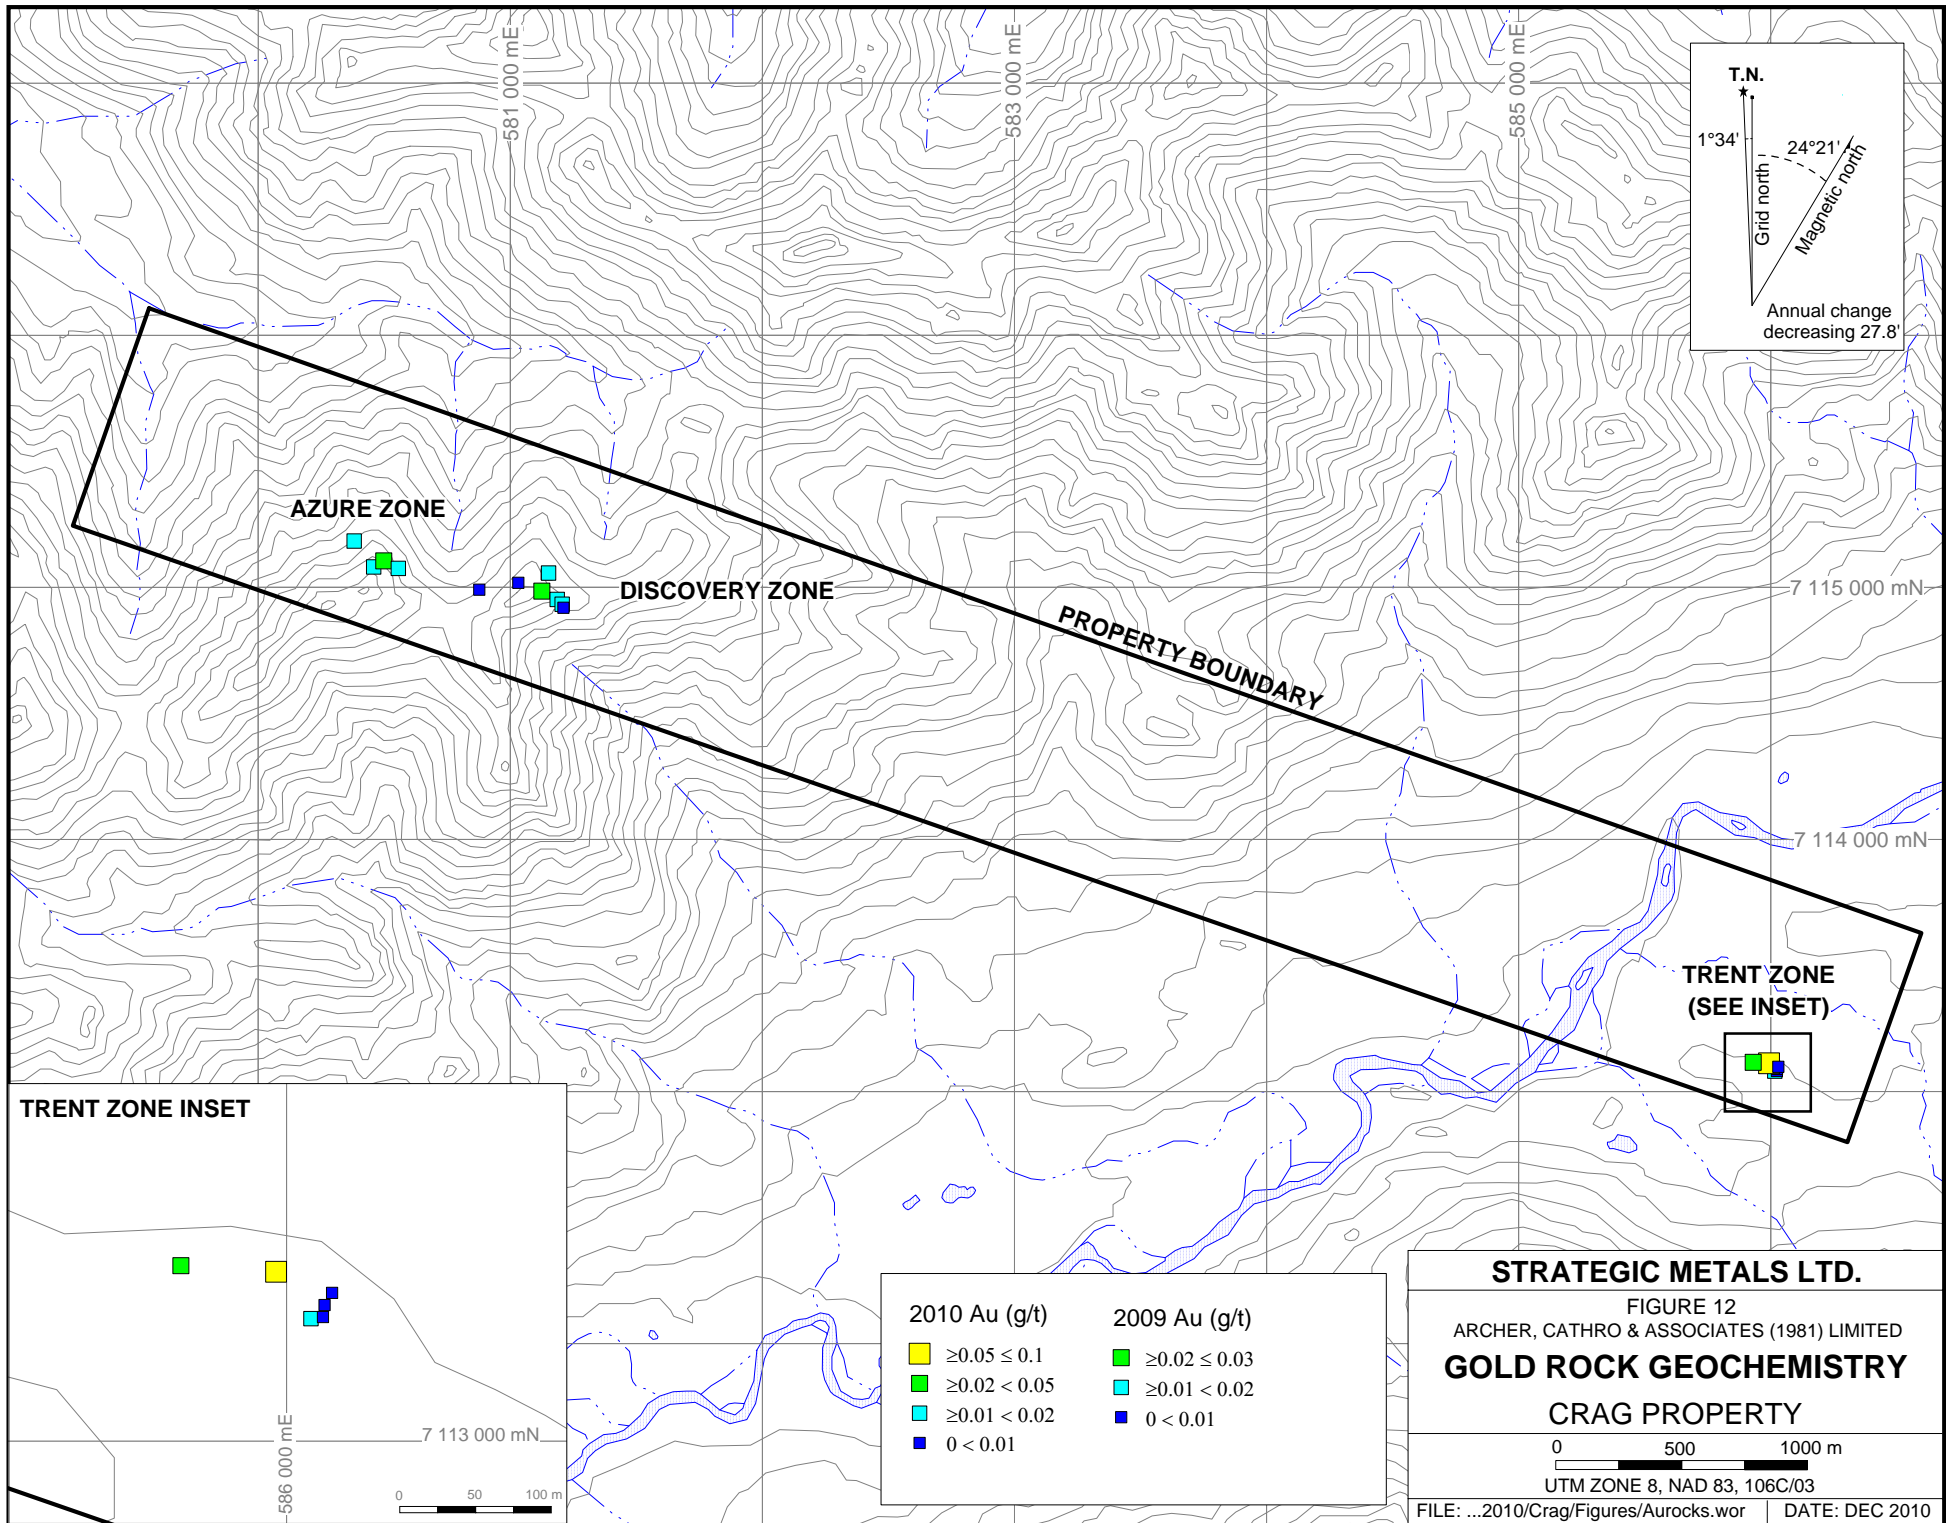 581 000 mE
583 000 mE
585 000 mE
T.N.
1°34'
24°21'
Grid north
Magnetic north
Annual change
decreasing 27.8'
AZURE ZONE
DISCOVERY ZONE
7 115 000 mN
PROPERTY BOUNDARY
7 114 000 mN
TRENT ZONE
(SEE INSET)
TRENT ZONE INSET
586 000 mE
7 113 000 mN
0 50 100 m
2010 Au (g/t)
≥0.05 ≤ 0.1
≥0.02 < 0.05
≥0.01 < 0.02
0 < 0.01
2009 Au (g/t)
≥0.02 ≤ 0.03
≥0.01 < 0.02
0 < 0.01
STRATEGIC METALS LTD.
FIGURE 12
ARCHER, CATHRO & ASSOCIATES (1981) LIMITED
GOLD ROCK GEOCHEMISTRY
CRAG PROPERTY
0 500 1000 m
UTM ZONE 8, NAD 83, 106C/03
FILE: ...2010/Crag/Figures/Aurocks.wor
DATE: DEC 2010